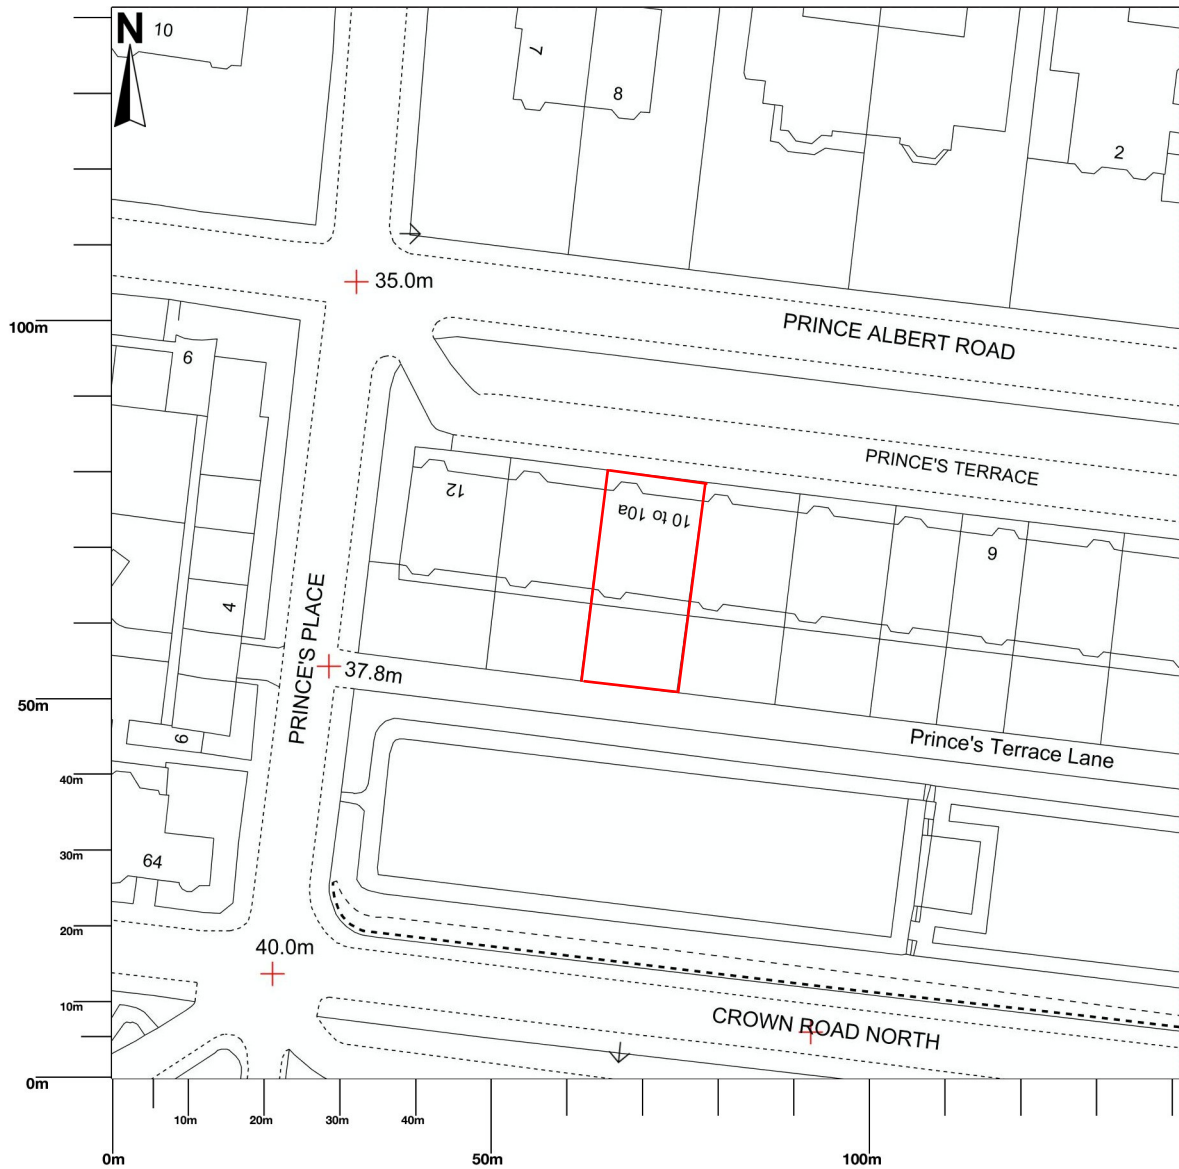 N
10
7
8
2
35.0m
100m
PRINCE ALBERT ROAD
6
PRINCE'S TERRACE
12
10 to 10a
6
4
PRINCE'S PLACE
37.8m
50m
6
Prince's Terrace Lane
40m
30m
64
20m
40.0m
10m
CROWN ROAD NORTH
0m
10m
20m
30m
40m
0m
50m
100m